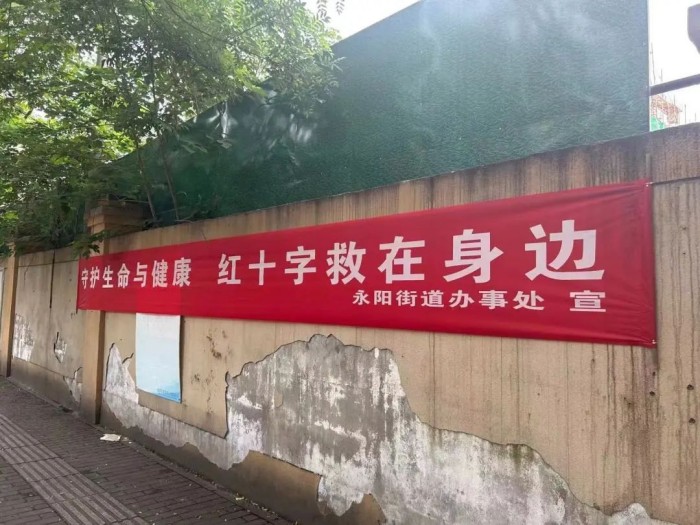 守护生命与健康 红十字救在身边
永阳街道办事处 宣